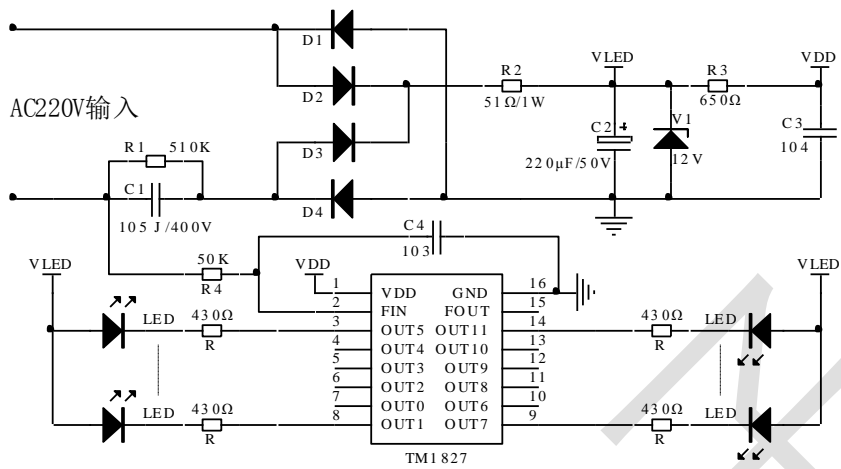 D1
D2
D3
D4
AC220V输入
R1 510K
C1
105J/400V
R2
51Ω/1W
VLED
R3
650Ω
VDD
C2 +
220μF/50V
V1
12V
C3
104
C4
103
50K
R4
VDD
VLED
VLED
1 VDD GND 16
2 FIN FOUT 15
3 OUT5 OUT11 14
4 OUT4 OUT10 13
5 OUT3 OUT9 12
6 OUT2 OUT8 11
7 OUT0 OUT6 10
8 OUT1 OUT7 9
TM1827
LED 430Ω
R
LED 430Ω
R
430Ω LED
R
430Ω LED
R